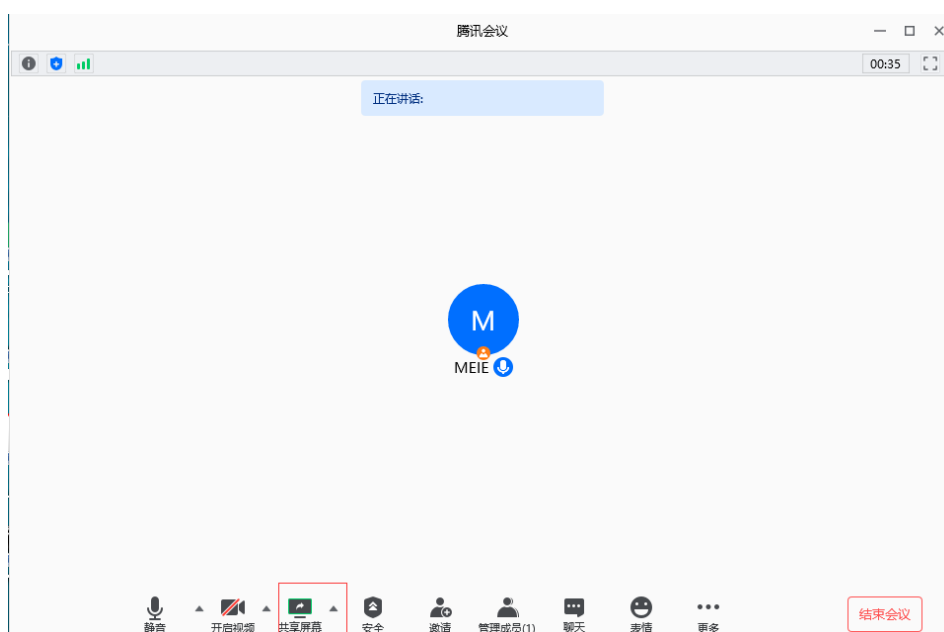 腾讯会议
00:35
正在讲话:
M
MEIE
静音
开启视频
共享屏幕
安全
邀请
管理成员(1)
聊天
表情
更多
结束会议